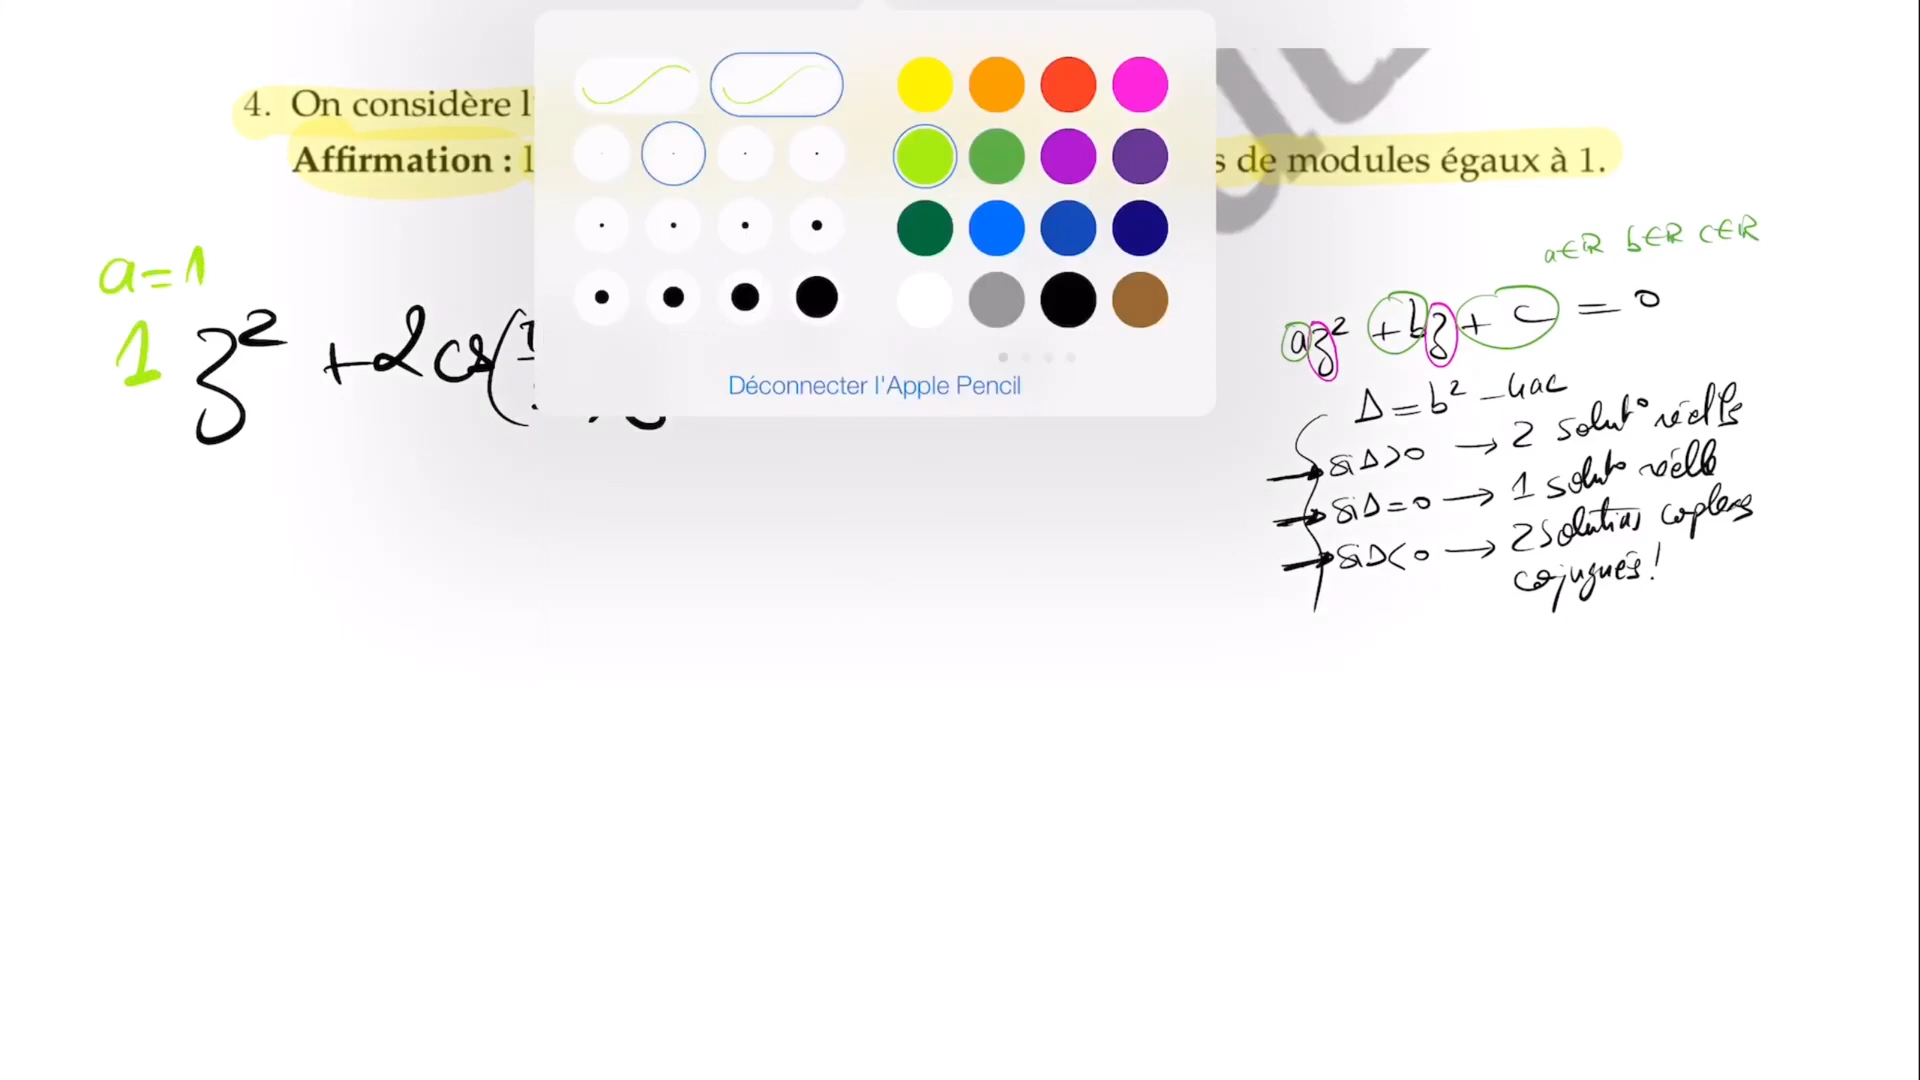 4. On considère l
Affirmation : l
s de modules égaux à 1.
a∈ℝ b∈ℝ c∈ℝ
a=1
1 z² +2cos(
az² +bz+ c = 0
Δ = b² -4ac
si Δ>0 → 2 solut° réelles
si Δ=0 → 1 solut° réelle
si Δ<0 → 2 solutions complexes
conjugués !
Déconnecter l'Apple Pencil